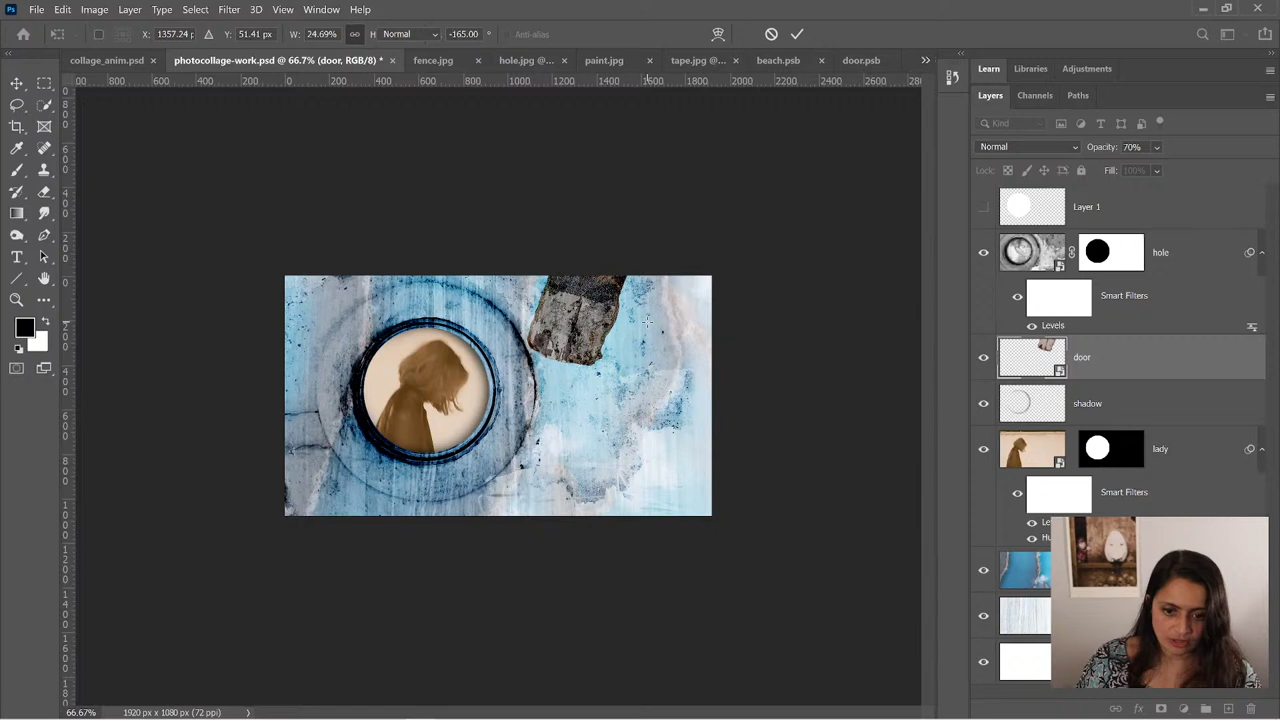 Ps File Edit Image Layer Type Select Filter 3D View Window Help
X: 1357.24 p Y: 51.41 px W: 24.69% H Normal -165.00 ° Anti-alias
collage_anim.psd × photocollage-work.psd @ 66.7% (door, RGB/8) * × fence.jpg × hole.jpg @... × paint.jpg × tape.jpg @... × beach.psb × door.psb
Learn Libraries Adjustments
Layers Channels Paths
Kind
Normal Opacity: 70%
Lock: Fill: 100%
Layer 1
hole
Smart Filters
Levels
door
shadow
lady
Smart Filters
Le
Hu
66.67% 1920 px x 1080 px (72 ppi)